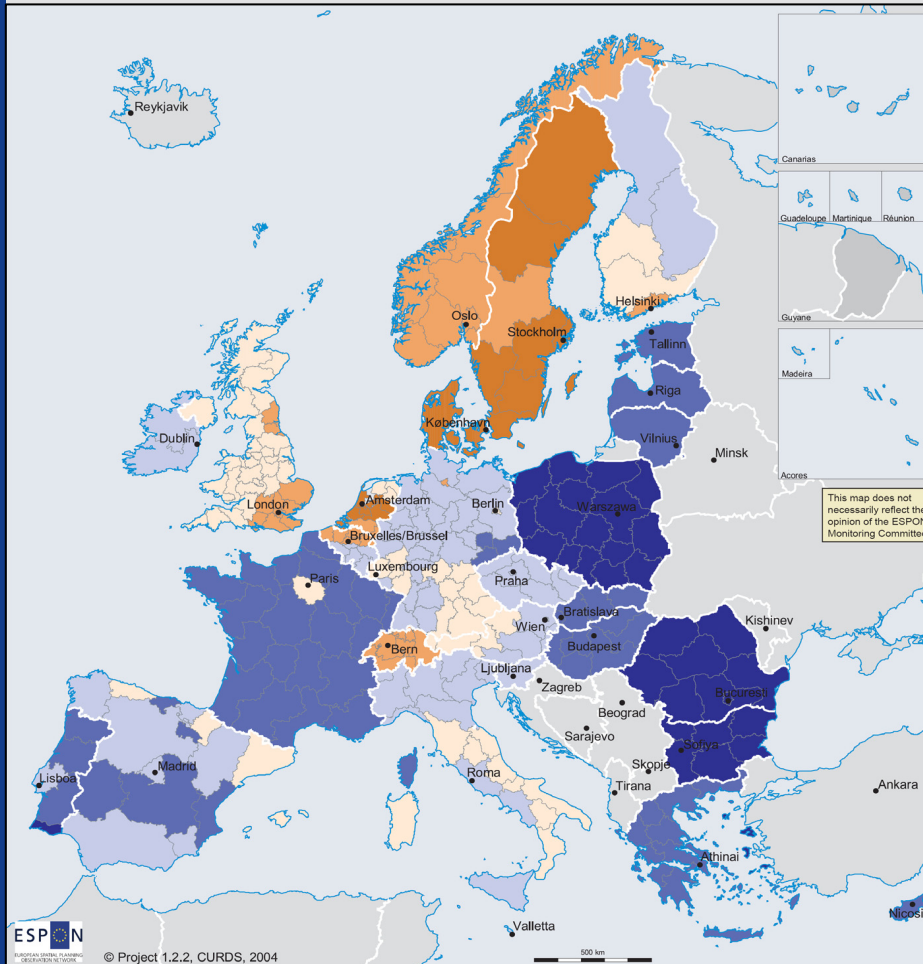 Reykjavik
Canarias
Guadeloupe
Martinique
Réunion
Guyane
Madeira
Acores
Helsinki
Oslo
Stockholm
Tallinn
Riga
København
Vilnius
Dublin
Minsk
London
Amsterdam
Berlin
Warszawa
This map does not
necessarily reflect the
opinion of the ESPON
Monitoring Committee
Bruxelles/Brussel
Luxembourg
Paris
Praha
Wien
Bratislava
Kishinev
Bern
Budapest
Ljubljana
Zagreb
Beograd
Bucuresti
Sarajevo
Sofiya
Skopje
Madrid
Lisboa
Roma
Tirana
Ankara
Athinai
Valletta
Nicosi
ESPON
EUROPEAN SPATIAL PLANNING
OBSERVATION NETWORK
© Project 1.2.2, CURDS, 2004
500 km